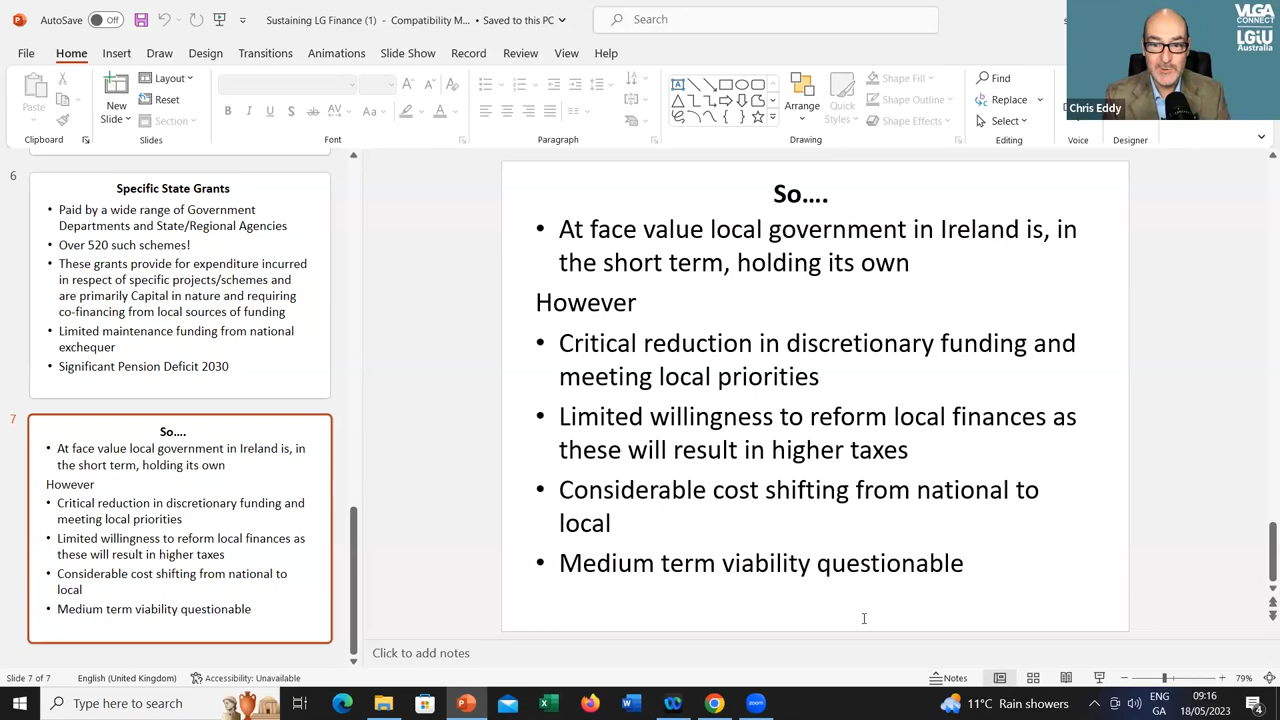 AutoSave
Off
Sustaining LG Finance (1) - Compatibility M... • Saved to this PC
Search
File
Home
Insert
Draw
Design
Transitions
Animations
Slide Show
Record
Review
View
Help
VLGA
CONNECT
LGiU
Australia
Chris Eddy
Paste
Clipboard
New
Slide
Layout
Reset
Section
Slides
Font
Paragraph
Arrange
Quick
Styles
Shape Fill
Shape Outline
Shape Effects
Drawing
Find
Replace
Select
Editing
Voice
Designer
6
Specific State Grants
• Paid by a wide range of Government
Departments and State/Regional Agencies
• Over 520 such schemes!
• These grants provide for expenditure incurred
in respect of specific projects/schemes and
are primarily Capital in nature and requiring
co-financing from local sources of funding
• Limited maintenance funding from national
exchequer
• Significant Pension Deficit 2030
7
So....
• At face value local government in Ireland is, in
the short term, holding its own
However
• Critical reduction in discretionary funding and
meeting local priorities
• Limited willingness to reform local finances as
these will result in higher taxes
• Considerable cost shifting from national to
local
• Medium term viability questionable
So....
• At face value local government in Ireland is, in
the short term, holding its own
However
• Critical reduction in discretionary funding and
meeting local priorities
• Limited willingness to reform local finances as
these will result in higher taxes
• Considerable cost shifting from national to
local
• Medium term viability questionable
Click to add notes
Slide 7 of 7
English (United Kingdom)
Accessibility: Unavailable
Notes
79%
Type here to search
zoom
11°C Rain showers
ENG
GA
09:16
18/05/2023
4